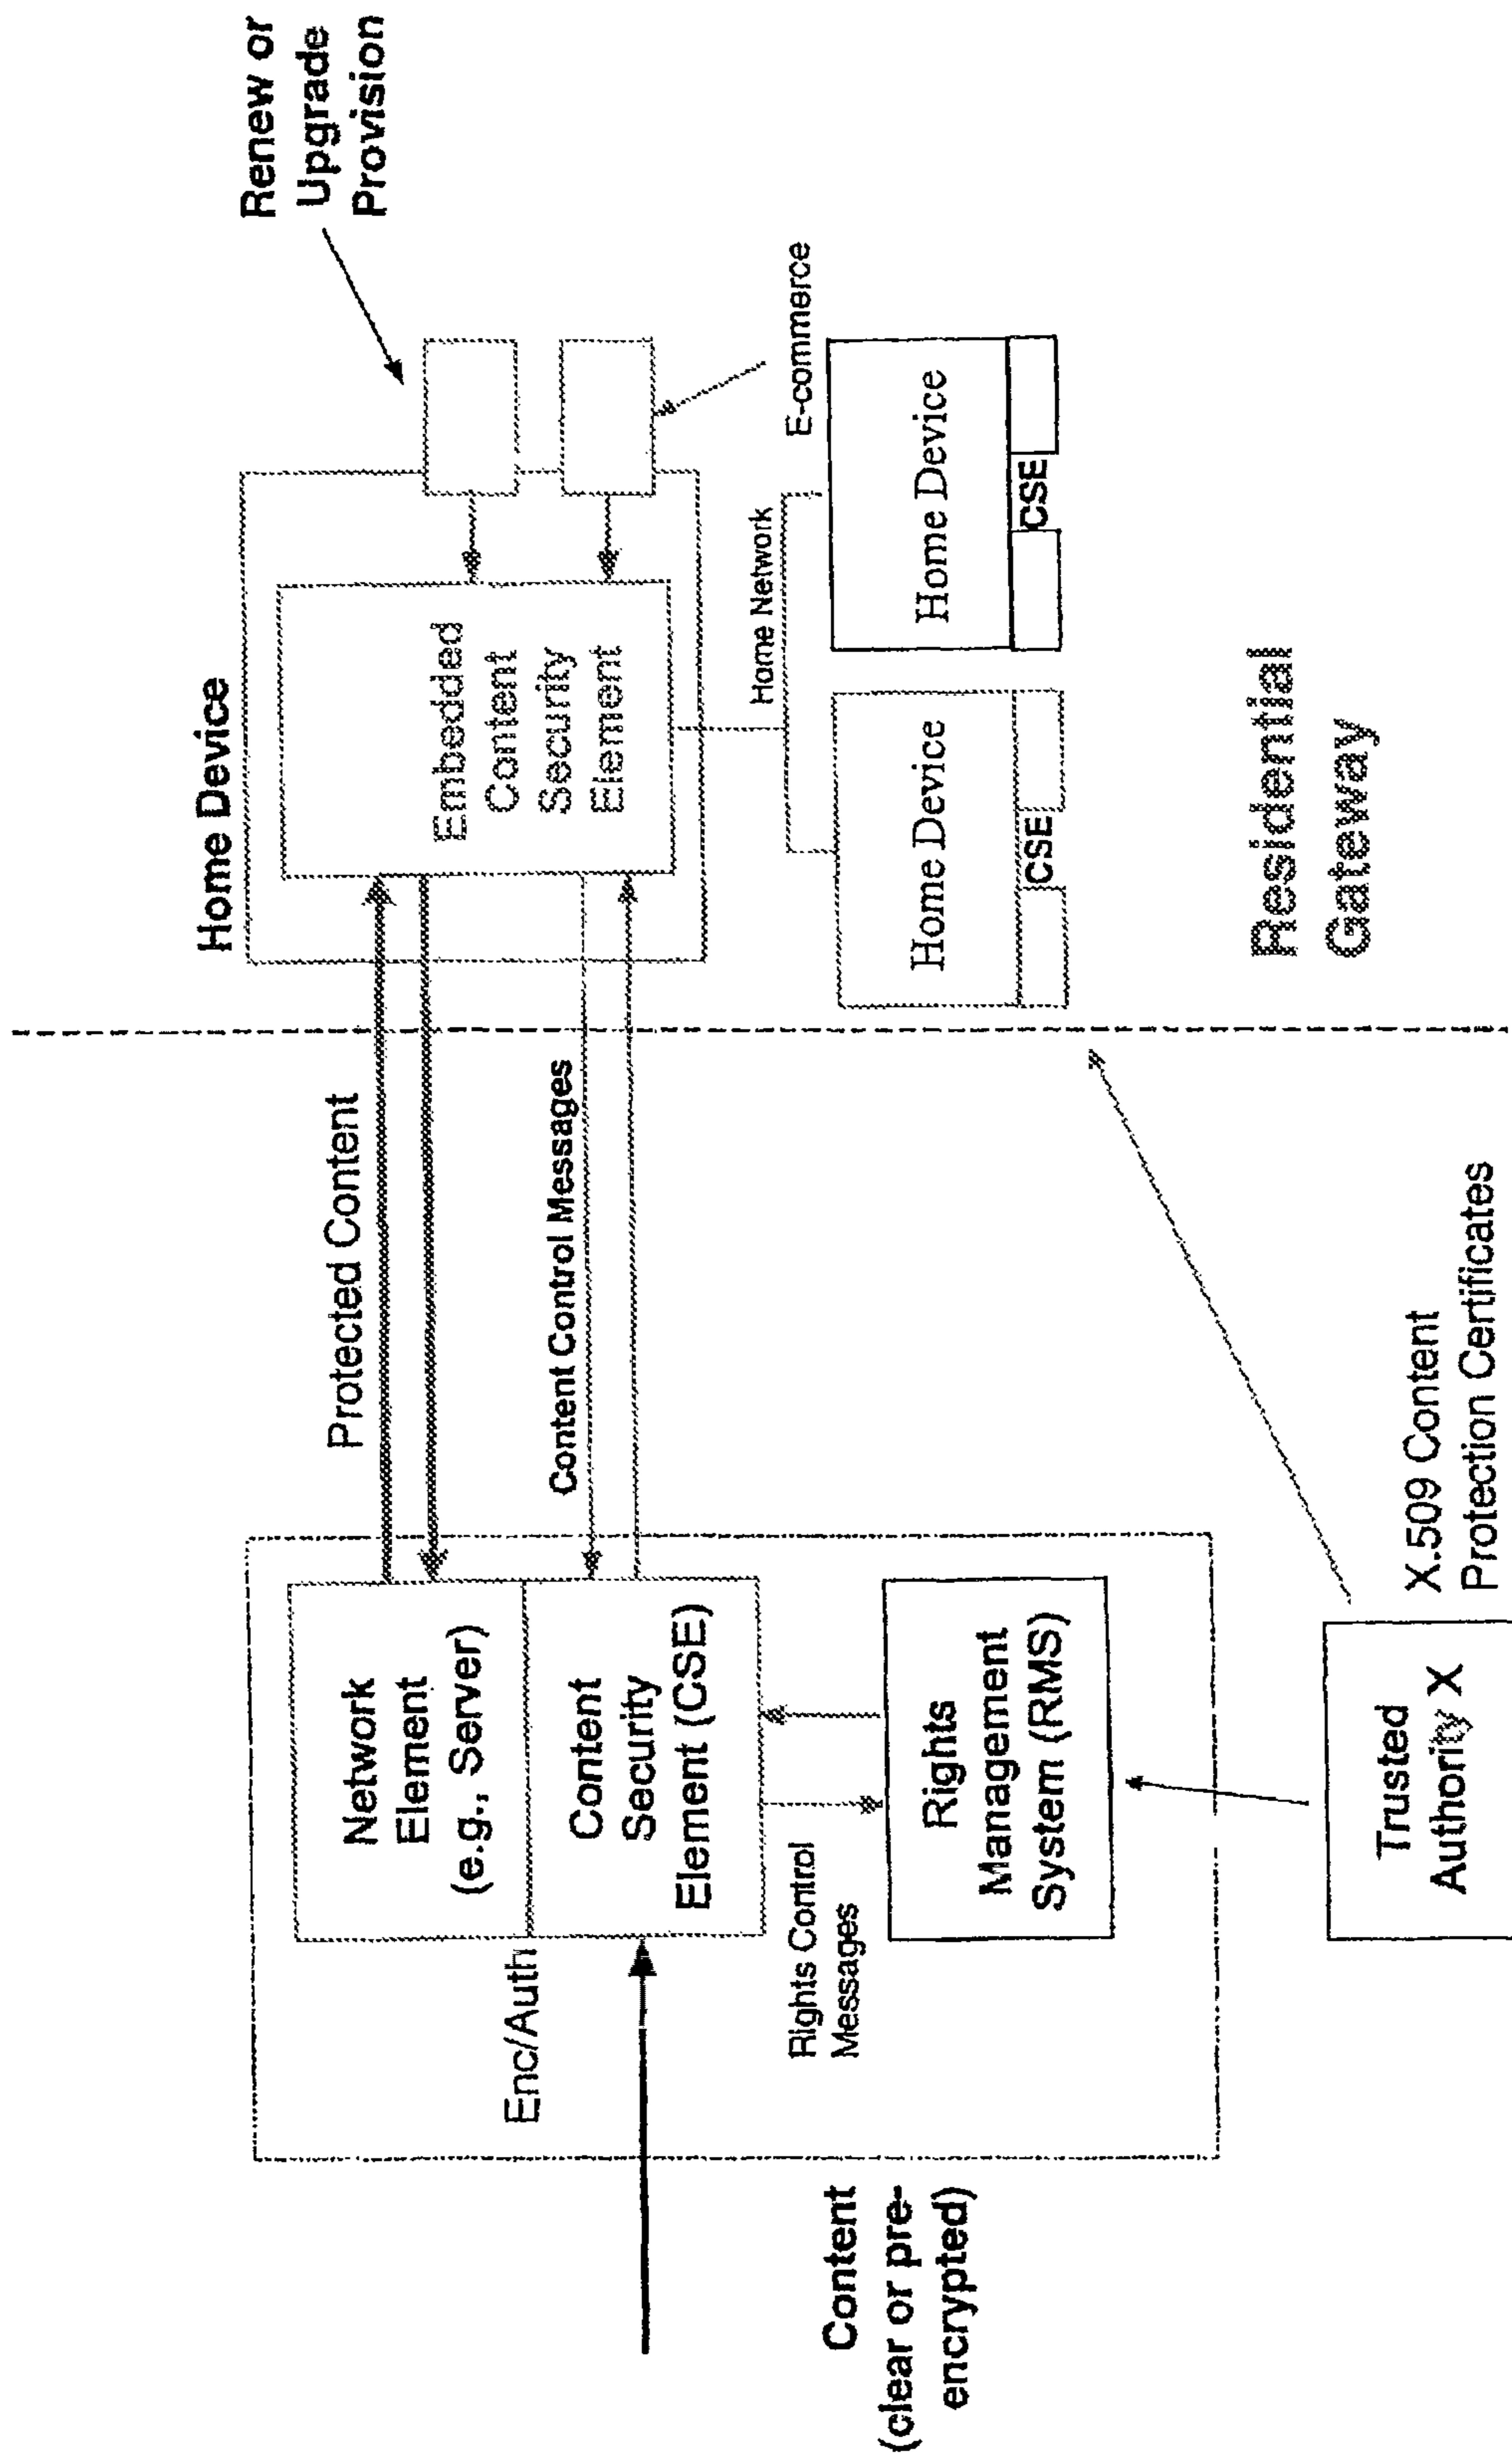 Home Device
Renew or
Upgrade
Provision
Protected Content
Network
Element
(e.g., Server)
Embedded
Content
Security
Element
Enc/Auth
Content Control Messages
Content
Security
Element (CSE)
Home Network
E-commerce
Rights Control
Messages
Content
(clear or pre-
encrypted)
Rights
Management
System (RMS)
Home Device
CSE
Home Device
CSE
Residential
Gateway
Trusted
Authority X
X.509 Content
Protection Certificates